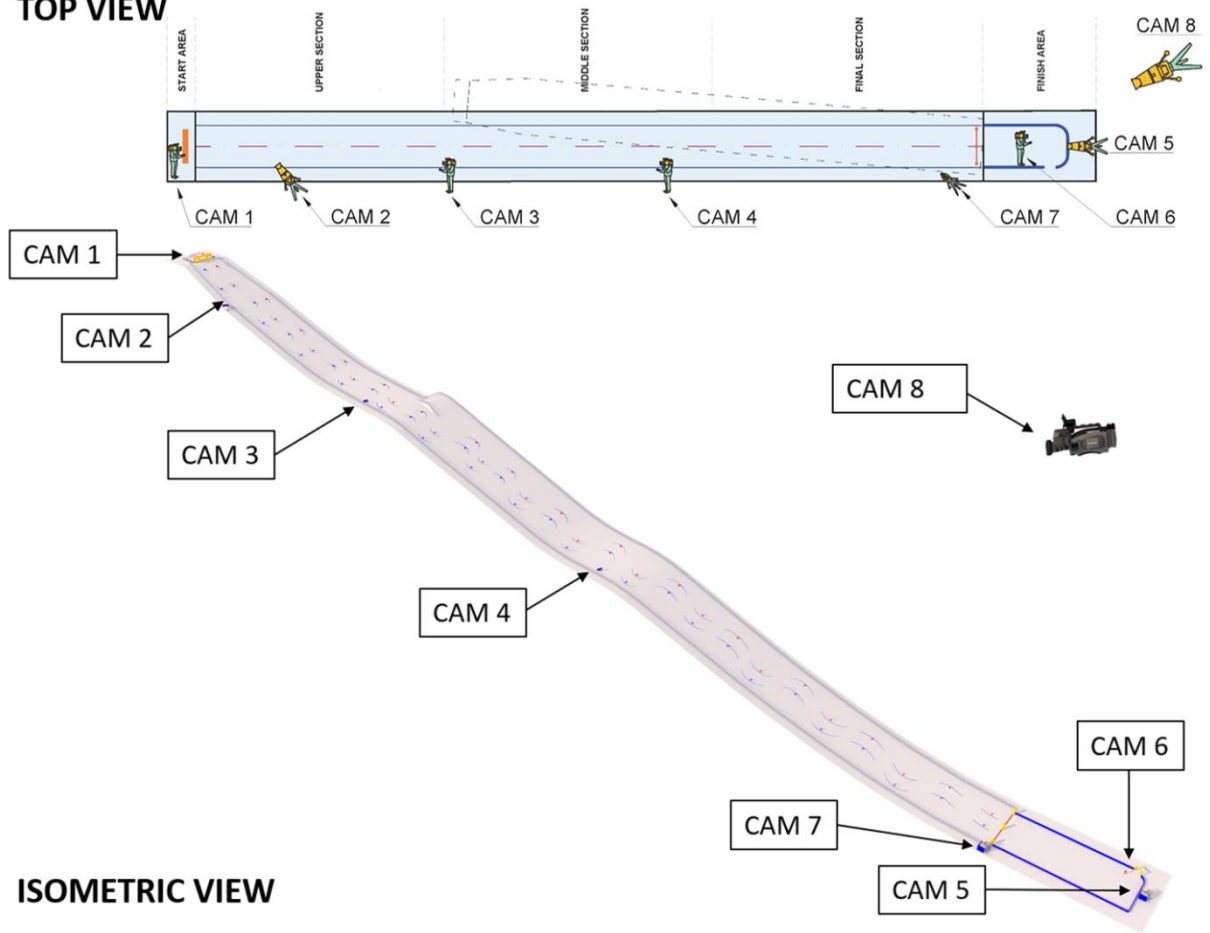 TOP VIEW
START AREA
UPPER SECTION
MIDDLE SECTION
FINAL SECTION
FINISH AREA
CAM 8
CAM 5
CAM 1
CAM 2
CAM 3
CAM 4
CAM 7
CAM 6
CAM 1
CAM 2
CAM 8
CAM 3
CAM 4
CAM 6
CAM 7
CAM 5
ISOMETRIC VIEW